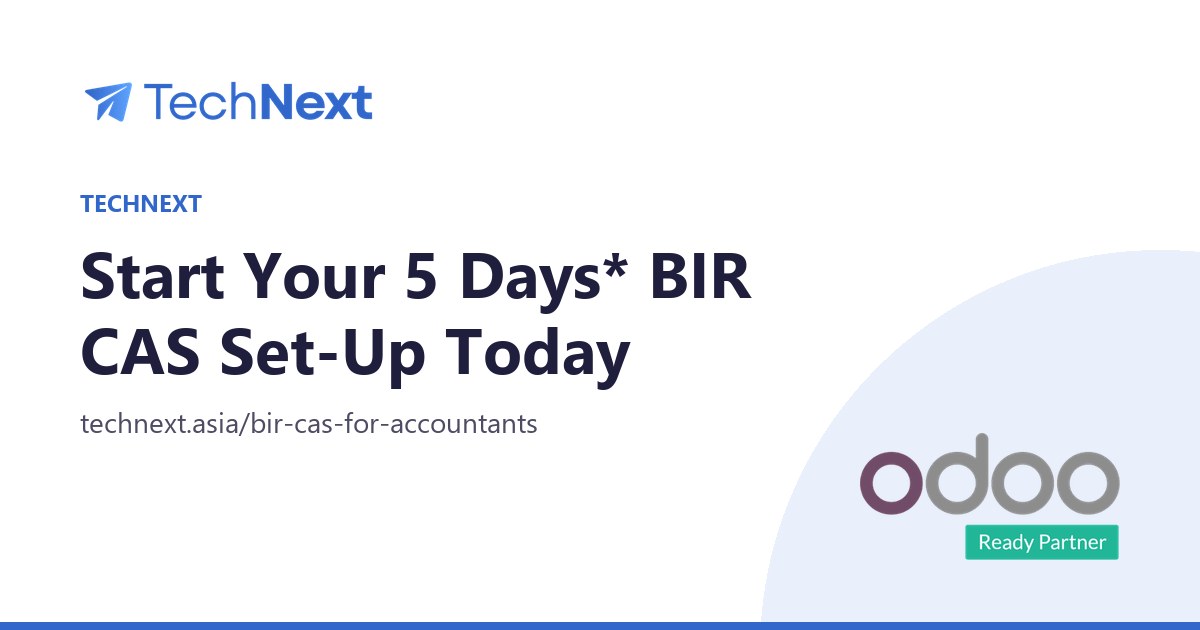 TechNext
TECHNEXT
Start Your 5 Days* BIR
CAS Set-Up Today
technext.asia/bir-cas-for-accountants
odoo
Ready Partner